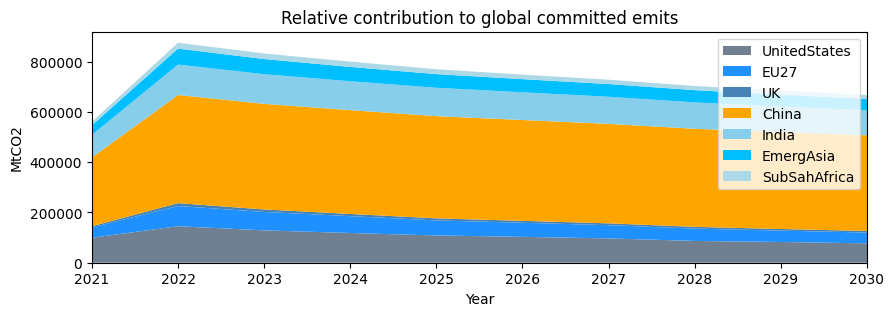 Relative contribution to global committed emits
MtCO2
800000
600000
400000
200000
0
UnitedStates
EU27
UK
China
India
EmergAsia
SubSahAfrica
2021 2022 2023 2024 2025 2026 2027 2028 2029 2030
Year